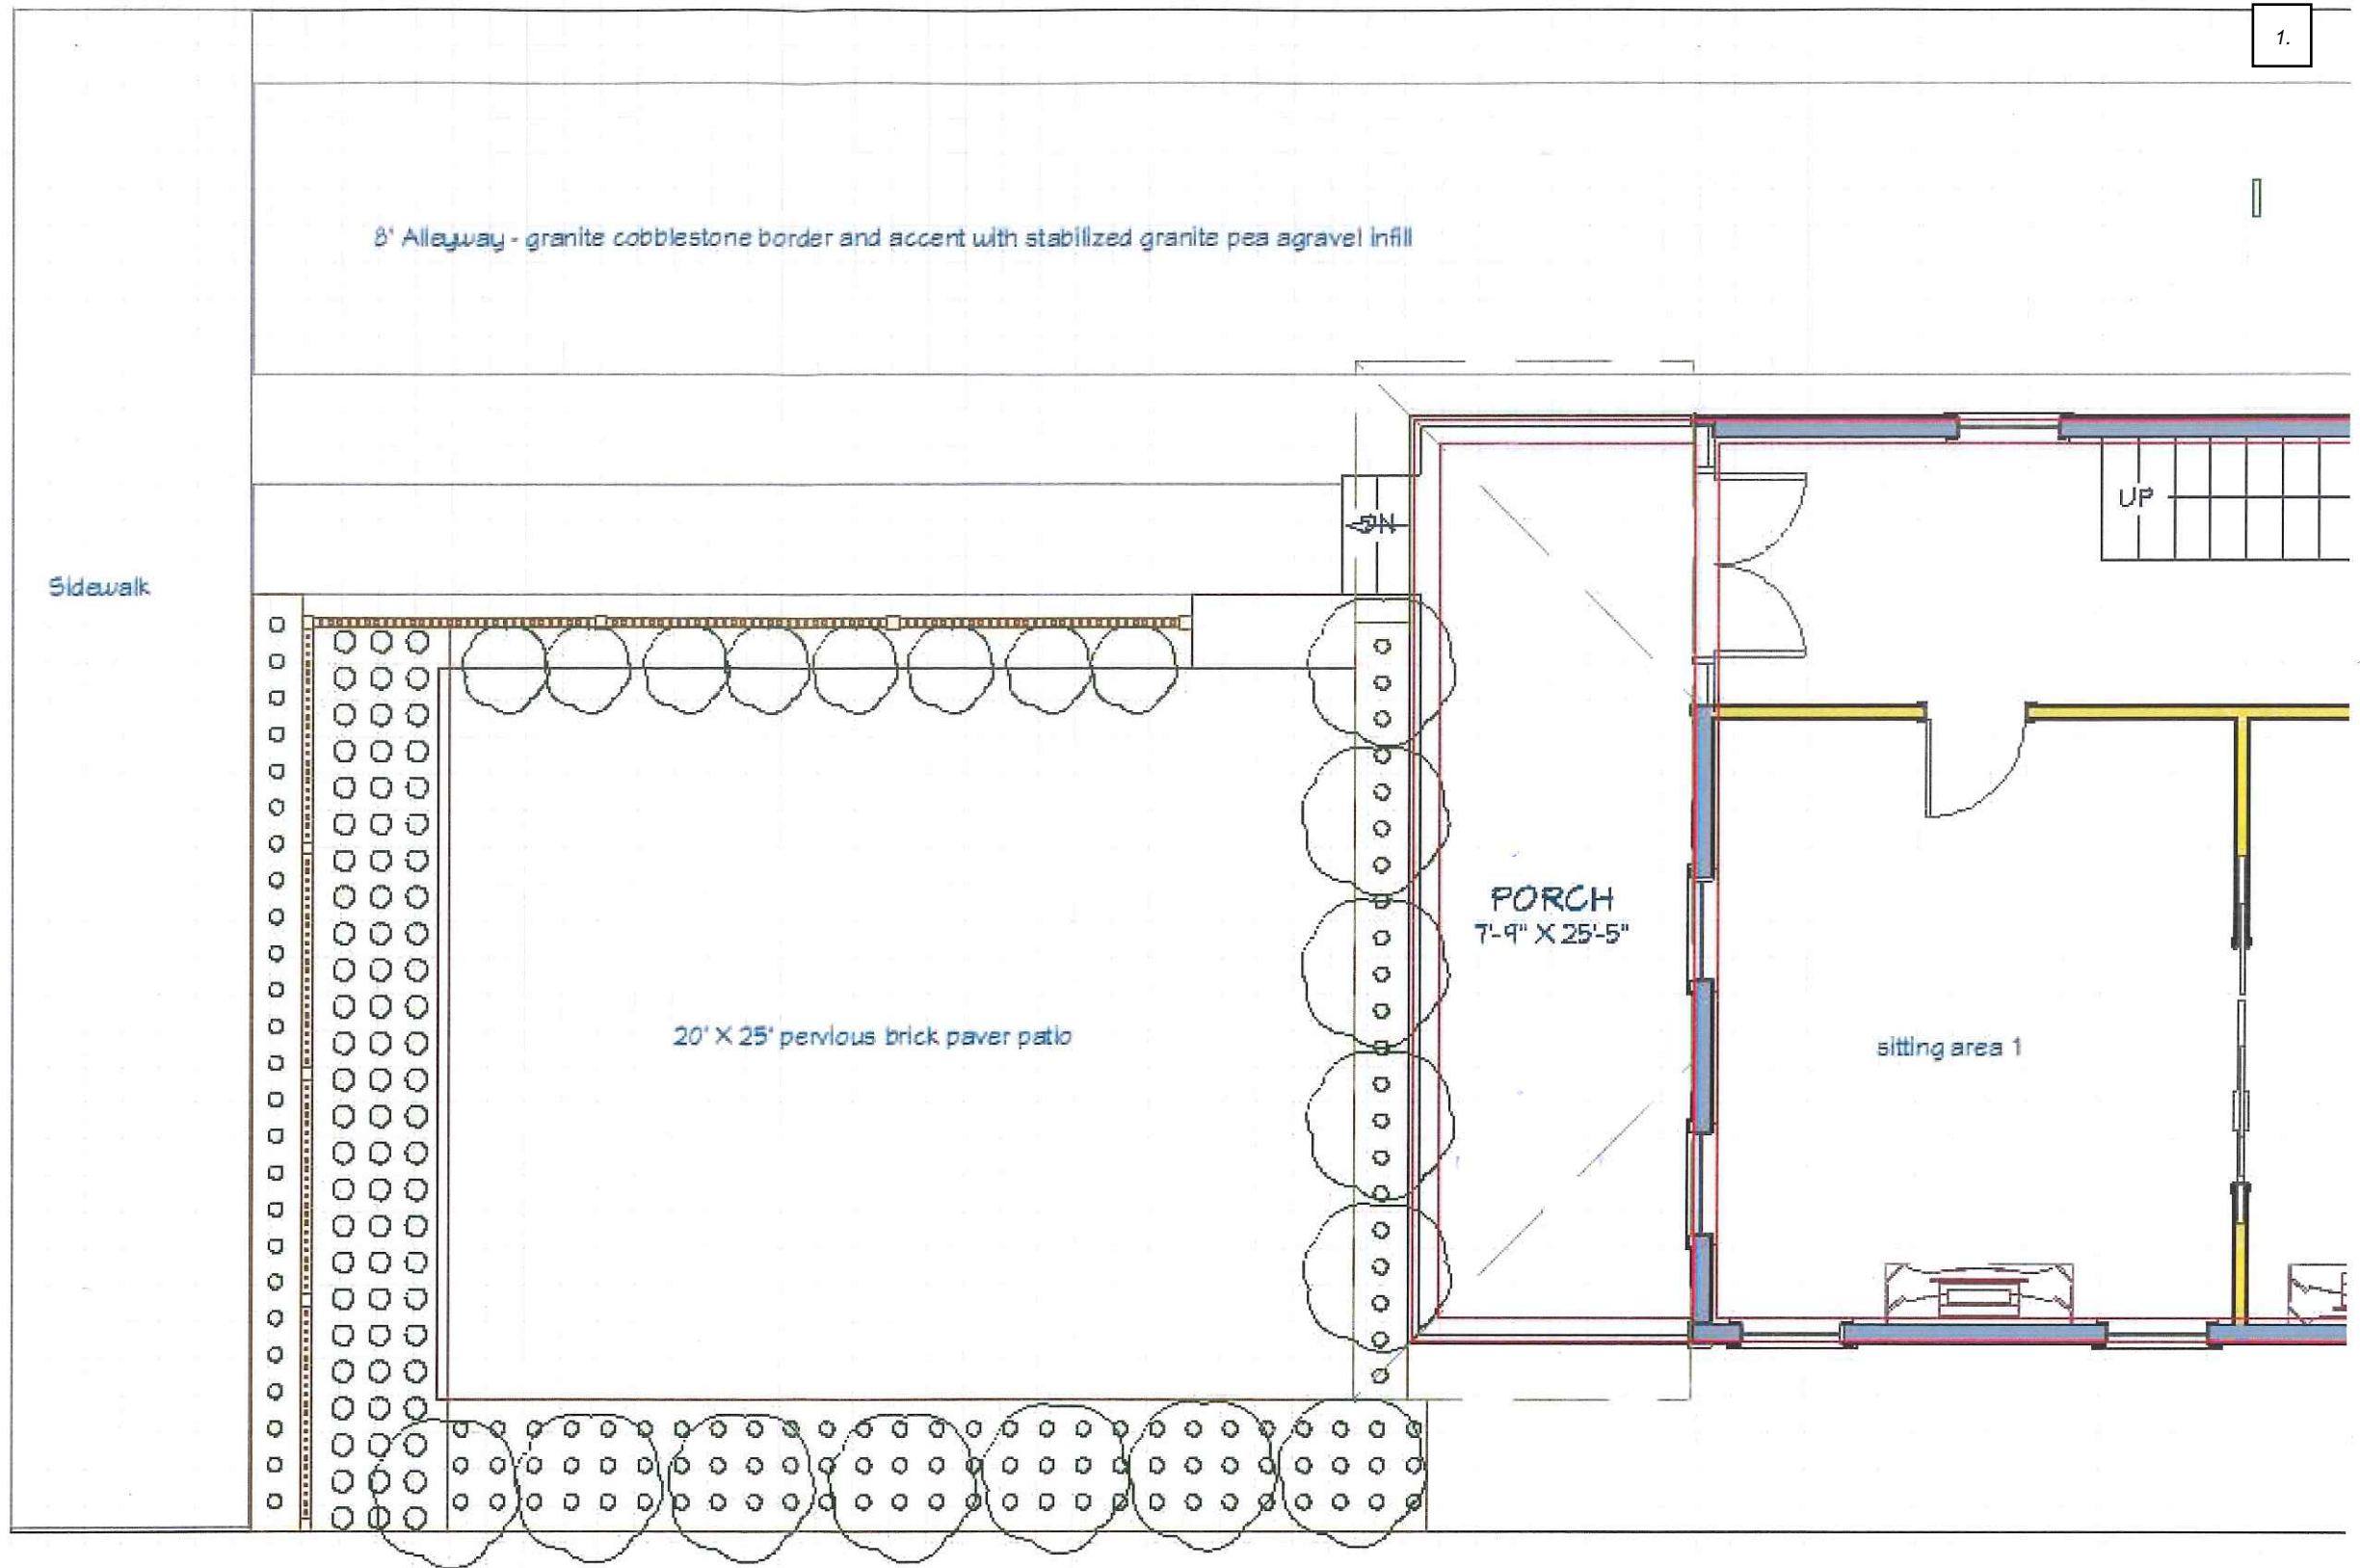 1.
8' Alleyway - granite cobblestone border and accent with stabilized granite pea agravel infill
UP
DN
Sidewalk
PORCH
7'-9" X 25'-5"
20' X 25' pervious brick paver patio
sitting area 1